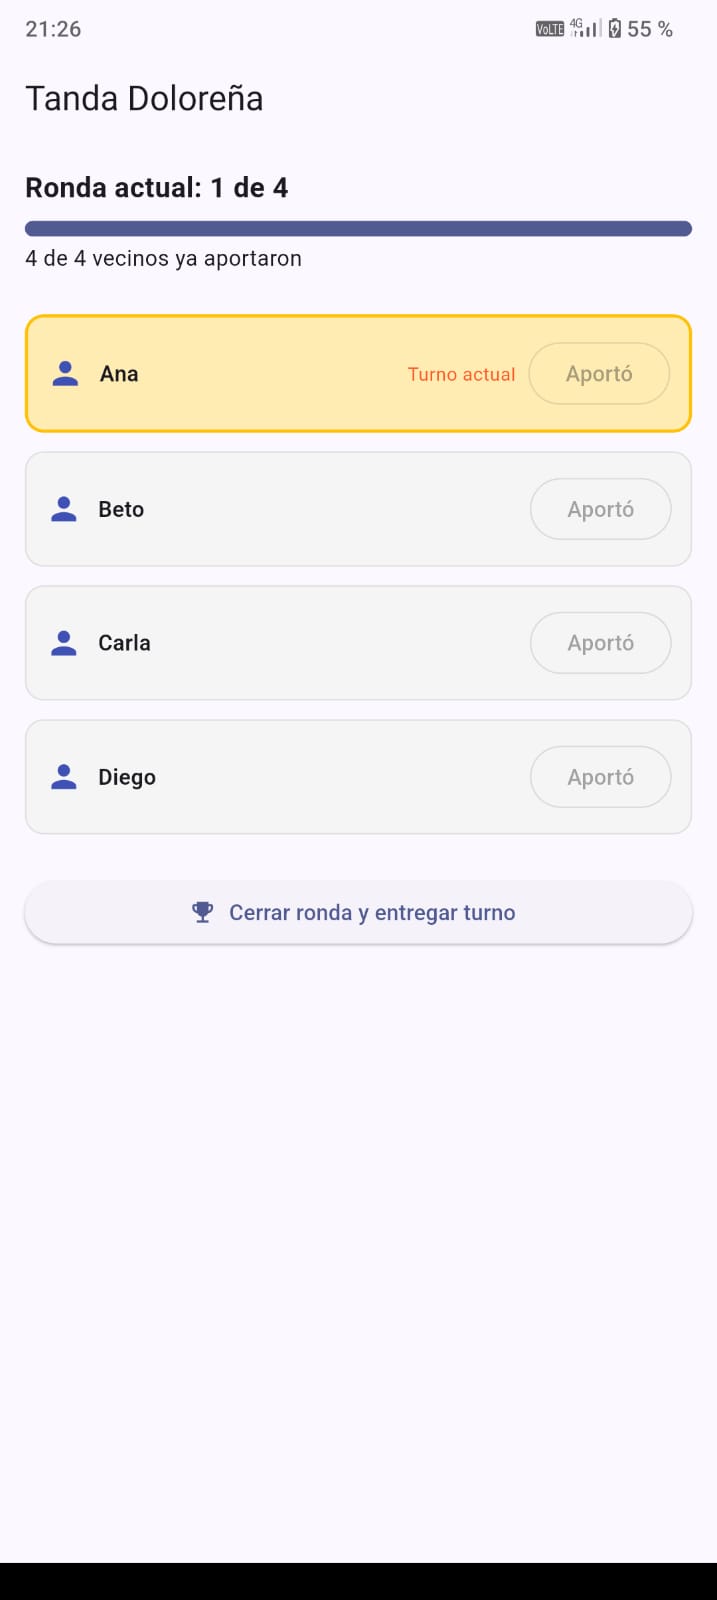 21:26 VoLTE 4G 55 %
Tanda Doloreña
Ronda actual: 1 de 4
4 de 4 vecinos ya aportaron
Ana Turno actual Aportó
Beto Aportó
Carla Aportó
Diego Aportó
Cerrar ronda y entregar turno